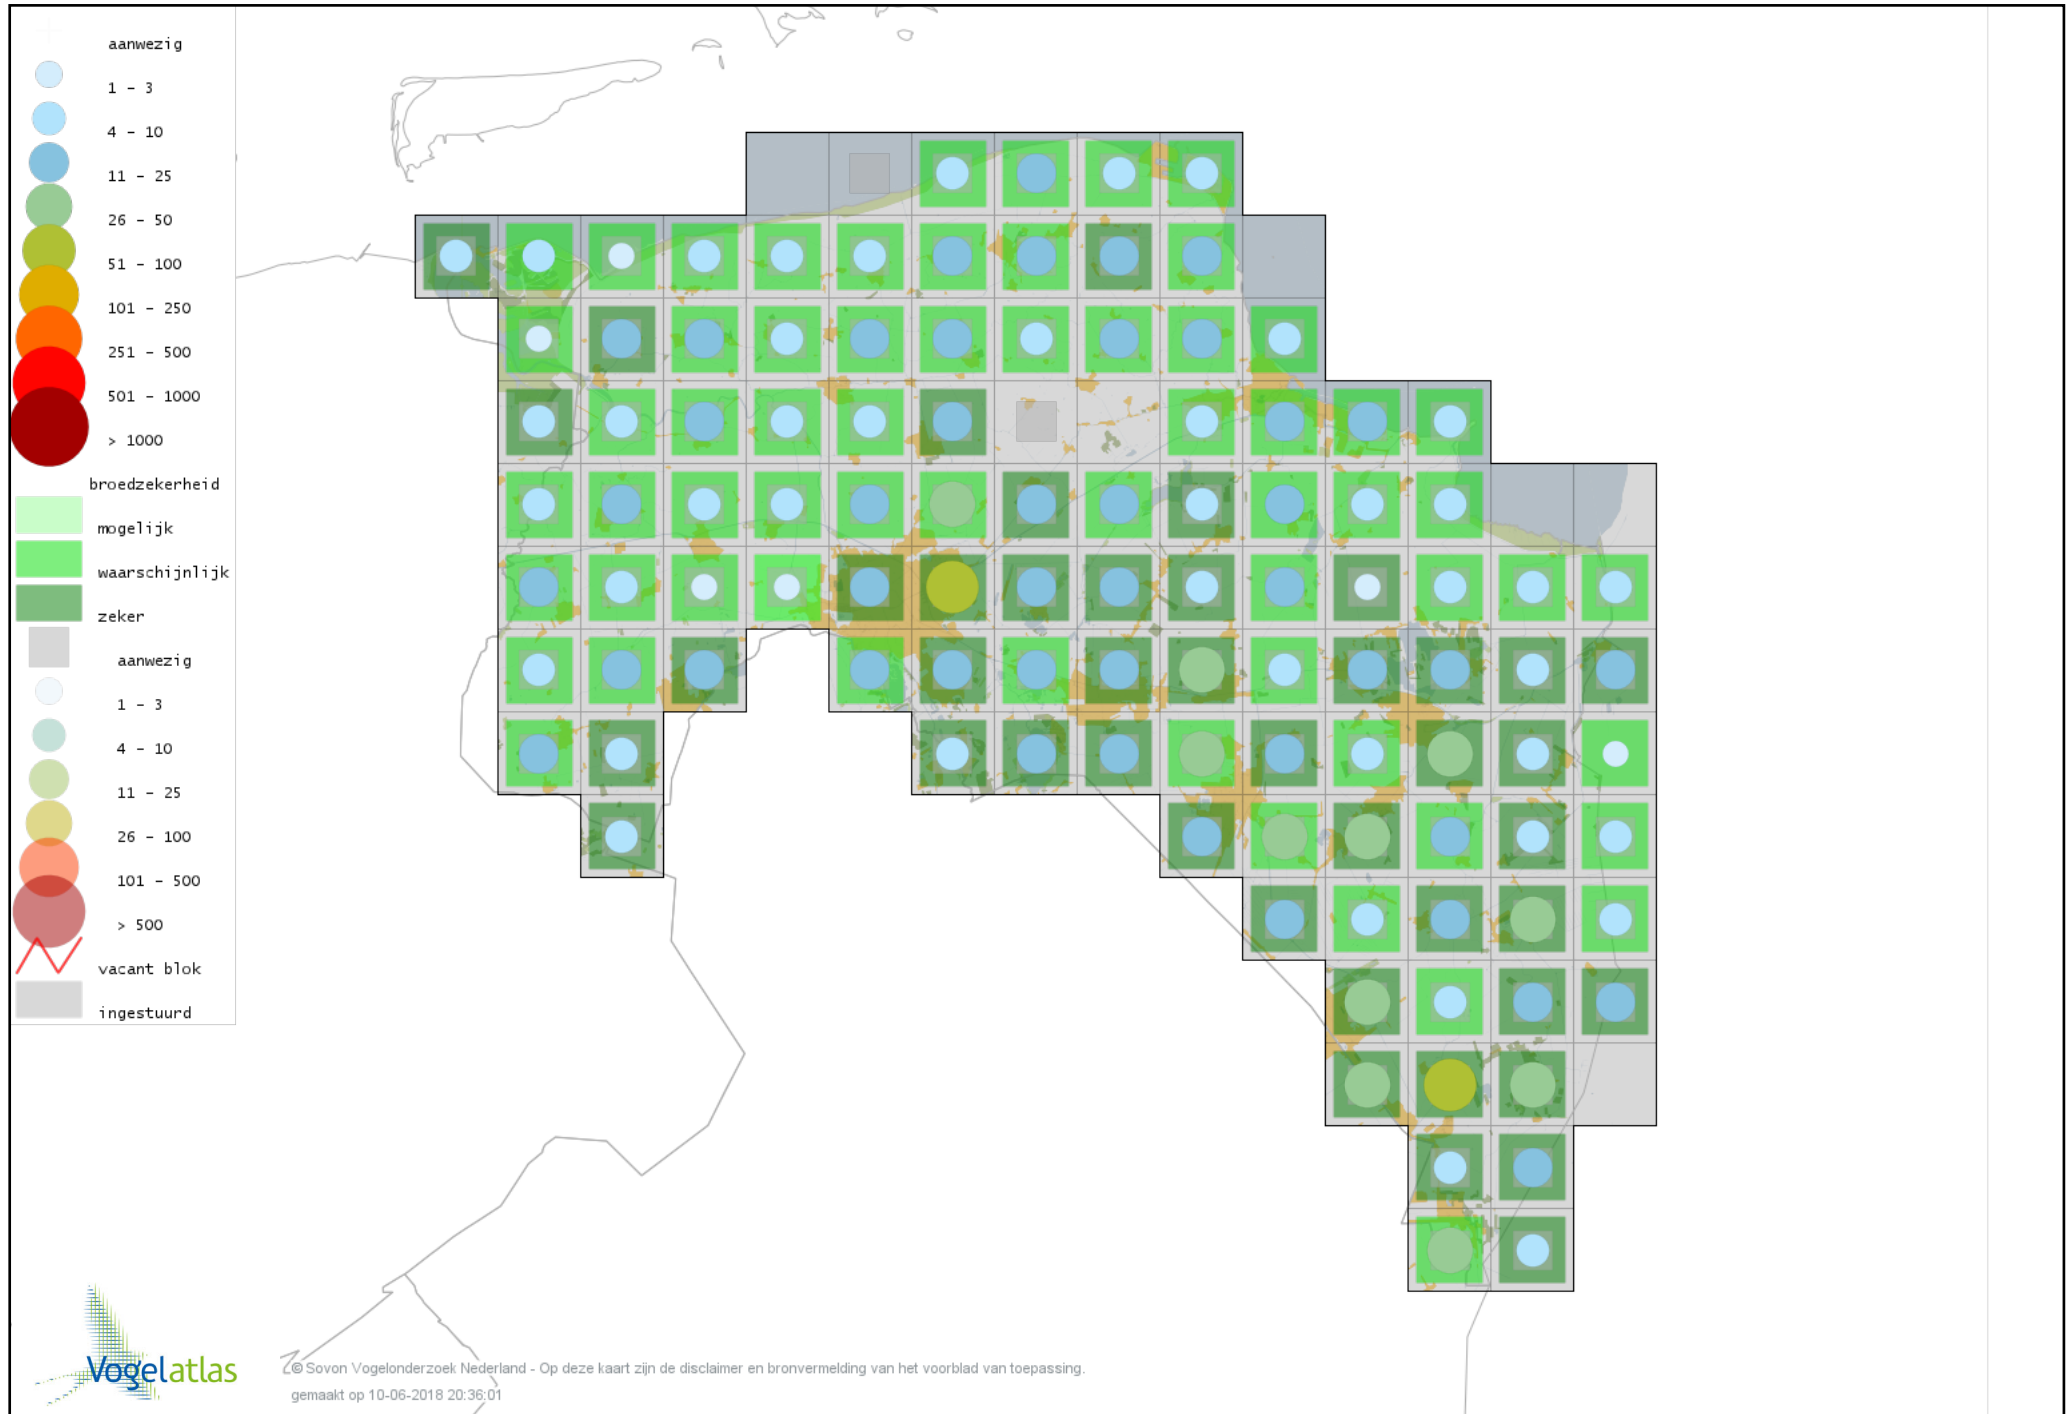 aanwezig
1 - 3
4 - 10
11 - 25
26 - 50
51 - 100
101 - 250
251 - 500
501 - 1000
> 1000
broedzekerheid
mogelijk
waarschijnlijk
zeker
aanwezig
1 - 3
4 - 10
11 - 25
26 - 100
101 - 500
> 500
vacant blok
ingestuurd
Vogelatlas
© Sovon Vogelonderzoek Nederland - Op deze kaart zijn de disclaimer en bronvermelding van het voorblad van toepassing.
gemaakt op 10-06-2018 20:36:01